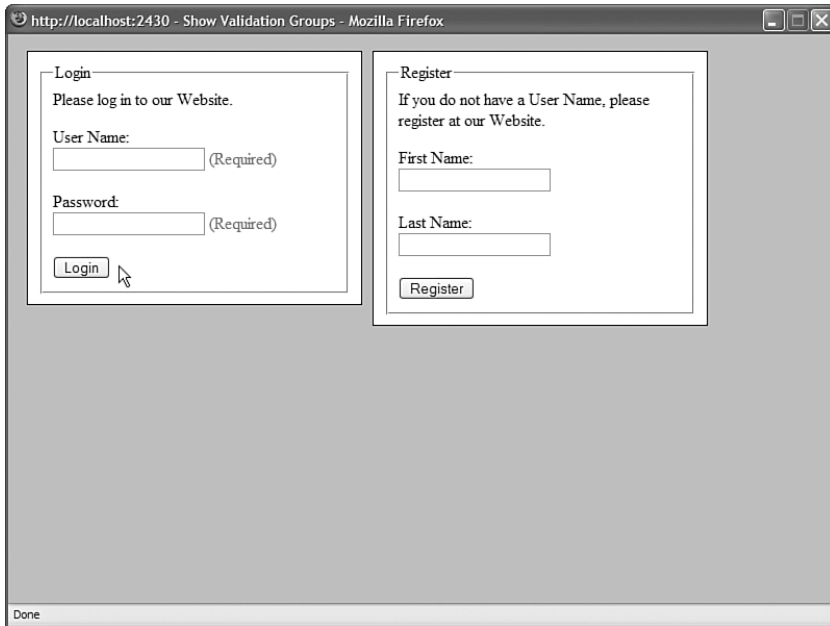 http://localhost:2430 - Show Validation Groups - Mozilla Firefox
Login
Please log in to our Website.
User Name:
(Required)
Password:
(Required)
Login
Register
If you do not have a User Name, please
register at our Website.
First Name:
Last Name:
Register
Done